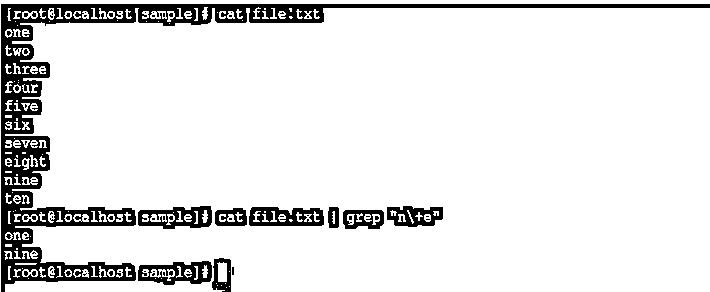 [root@localhost sample]# cat file.txt
one
two
three
four
five
six
seven
eight
nine
ten
[root@localhost sample]# cat file.txt | grep "n\+e"
one
nine
[root@localhost sample]#